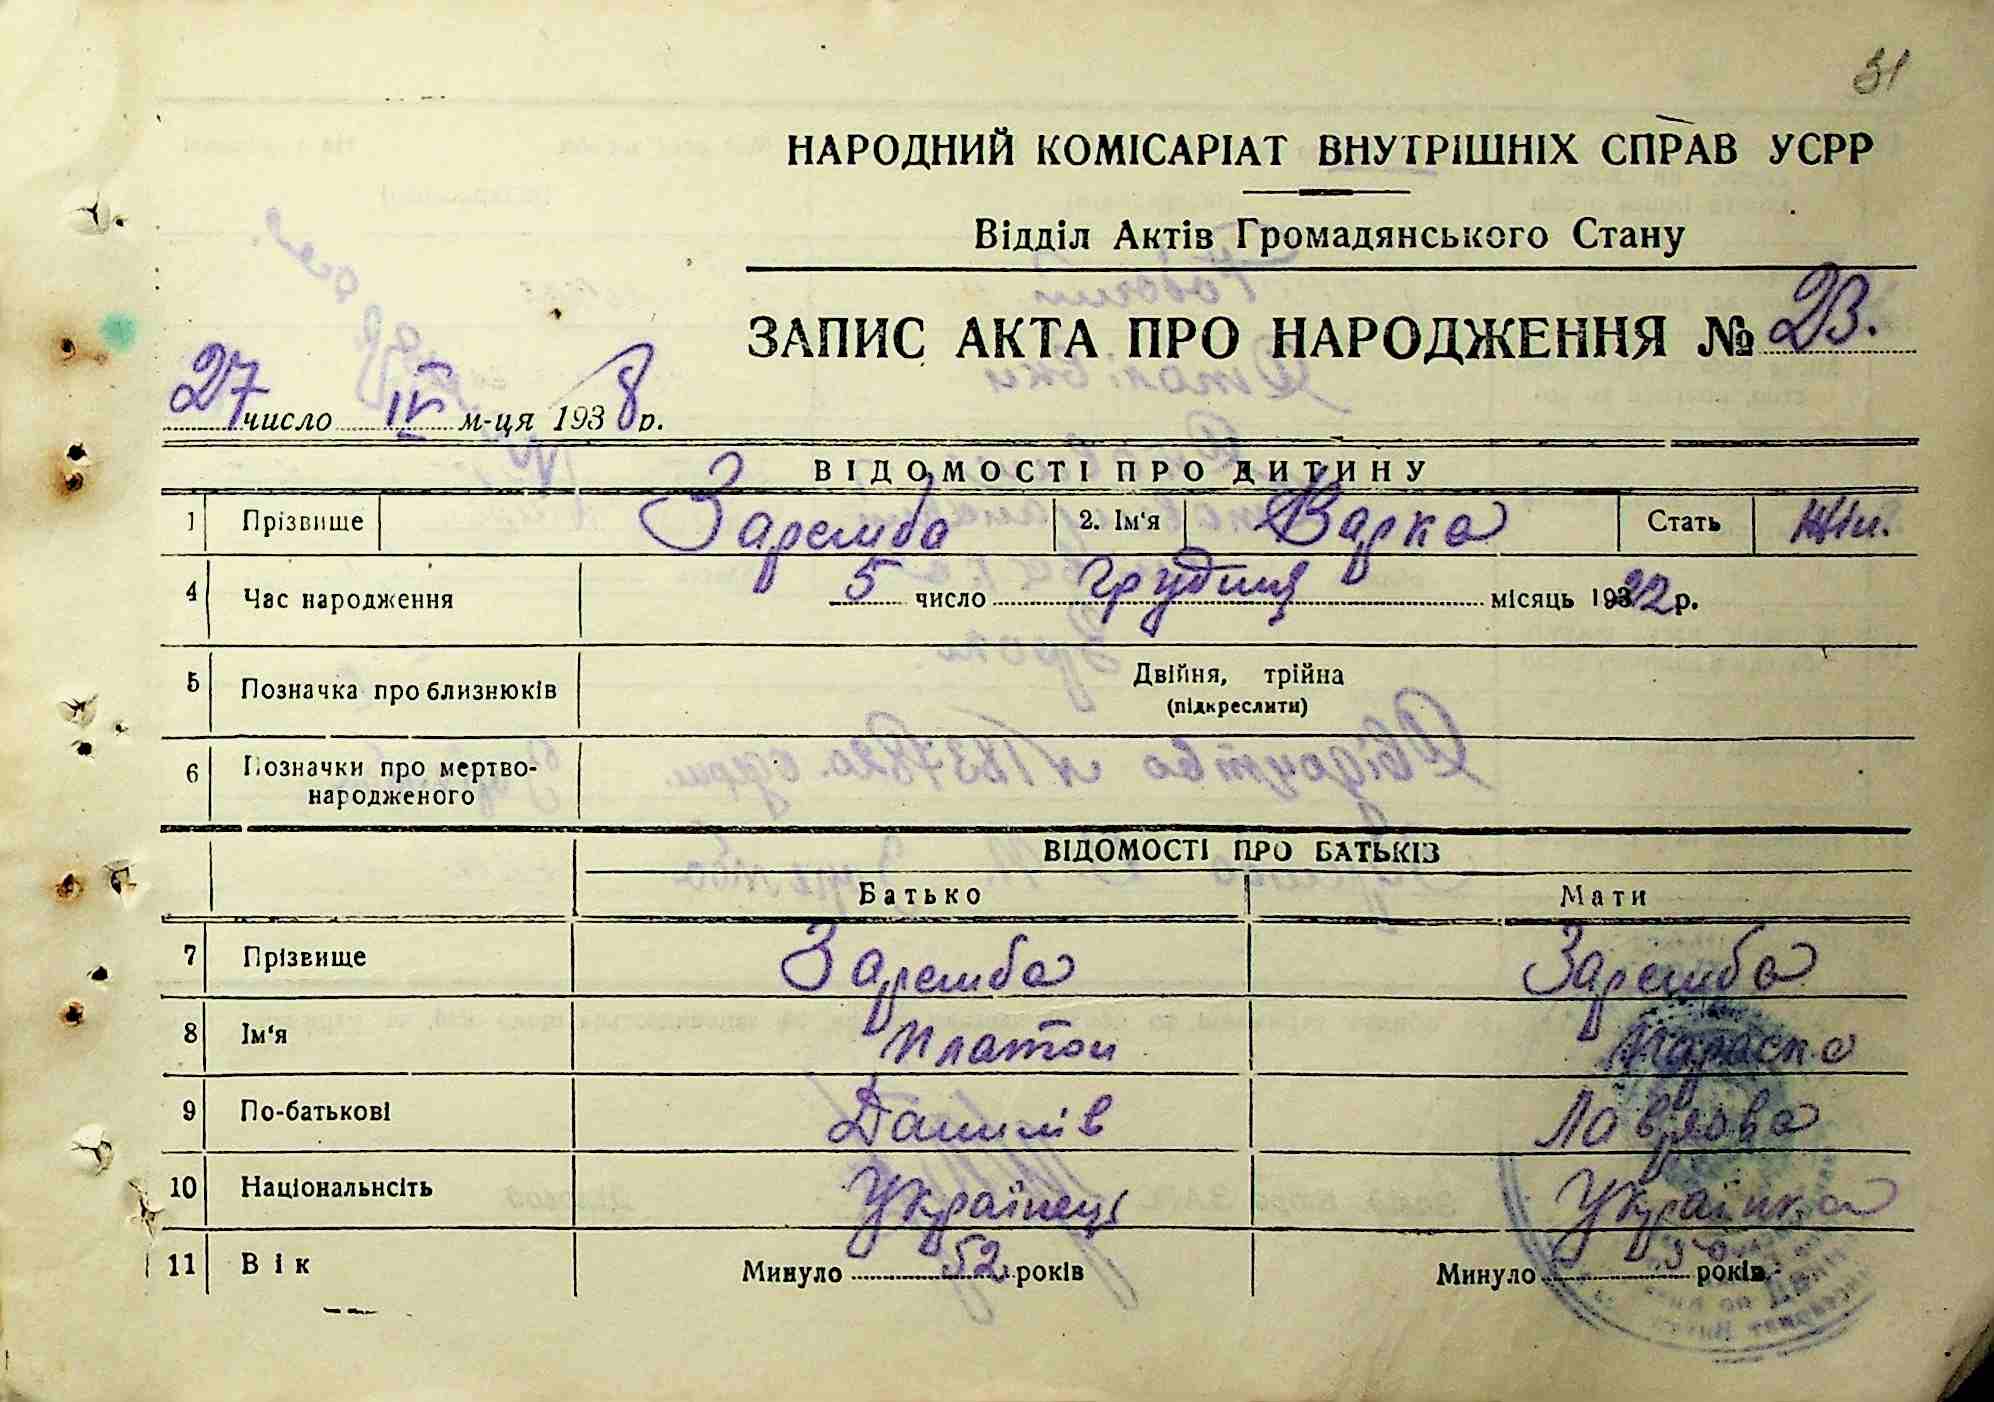 31
НАРОДНИЙ КОМІСАРІАТ ВНУТРІШНІХ СПРАВ УСРР
Відділ Актів Громадянського Стану
ЗАПИС АКТА ПРО НАРОДЖЕННЯ № 23.
27 число IV м-ця 1938 р.
ВІДОМОСТІ ПРО ДИТИНУ
1 Прізвище Заремба 2. Ім‘я Варка Стать жін.
4 Час народження 5 число грудня місяць 1922 р.
5 Позначка про близнюків Двійня, трійна
(підкреслити)
6 Позначки про мертво-
народженого
ВІДОМОСТІ ПРО БАТЬКІВ
Батько Мати
7 Прізвище Заремба Заремба
8 Ім‘я Платон Параска
9 По-батькові Данилів Лавр
10 Національнсіть Українець Українка
11 Вік Минуло 52 років Минуло 50 років